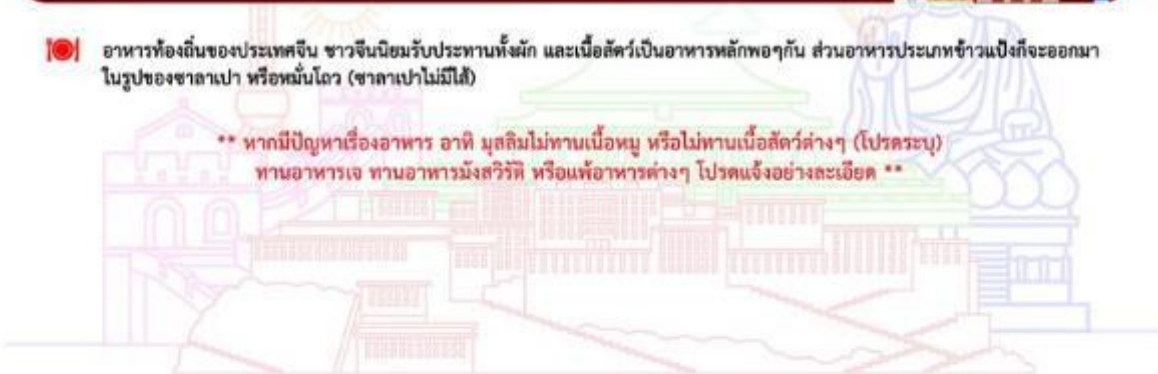 อาหารท้องถิ่นของประเทศจีน ชาวจีนนิยมรับประทานทั้งผัก และเนื้อสัตว์เป็นอาหารหลักพอๆกัน ส่วนอาหารประเภทข้าวแป้งก็จะออกมา
ในรูปของซาลาเปา หรือหมั่นโถว (ซาลาเปาไม่มีไส้)
** หากมีปัญหาเรื่องอาหาร อาทิ มุสลิมไม่ทานเนื้อหมู หรือไม่ทานเนื้อสัตว์ต่างๆ (โปรดระบุ)
ทานอาหารเจ ทานอาหารมังสวิรัติ หรือแพ้อาหารต่างๆ โปรดแจ้งอย่างละเอียด **